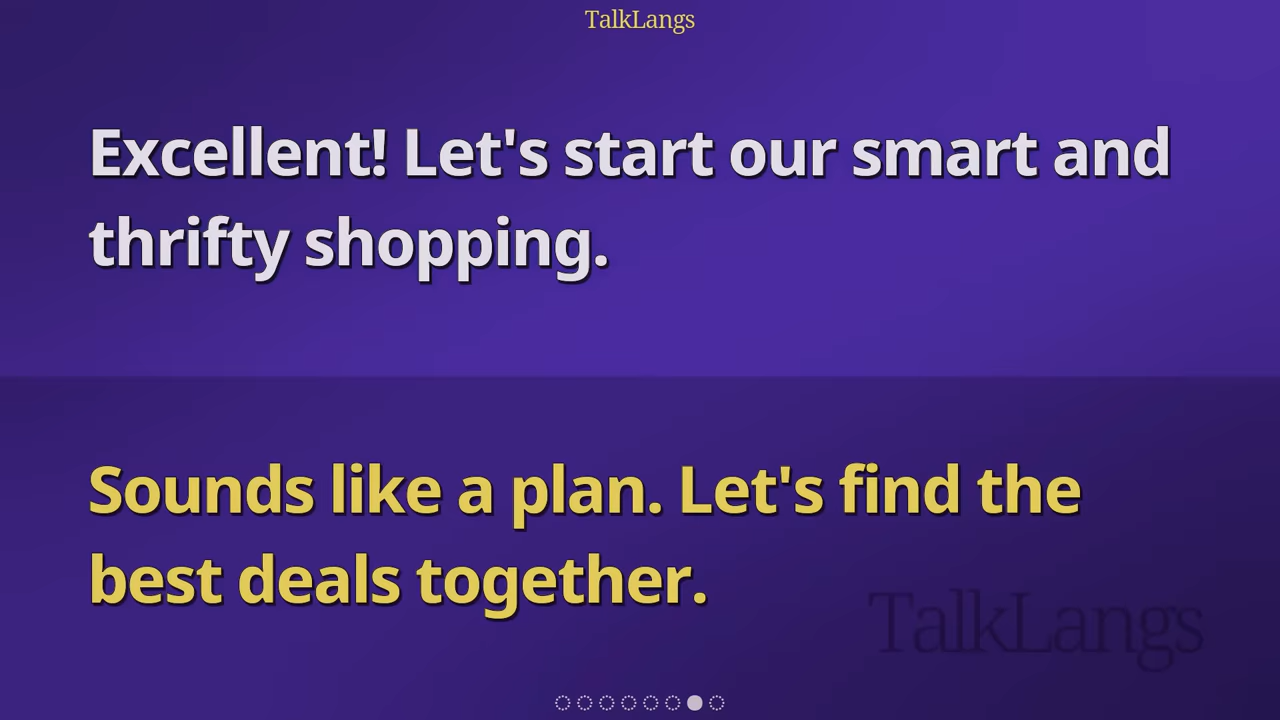 TalkLangs
Excellent! Let's start our smart and
thrifty shopping.
Sounds like a plan. Let's find the
best deals together.
TalkLangs